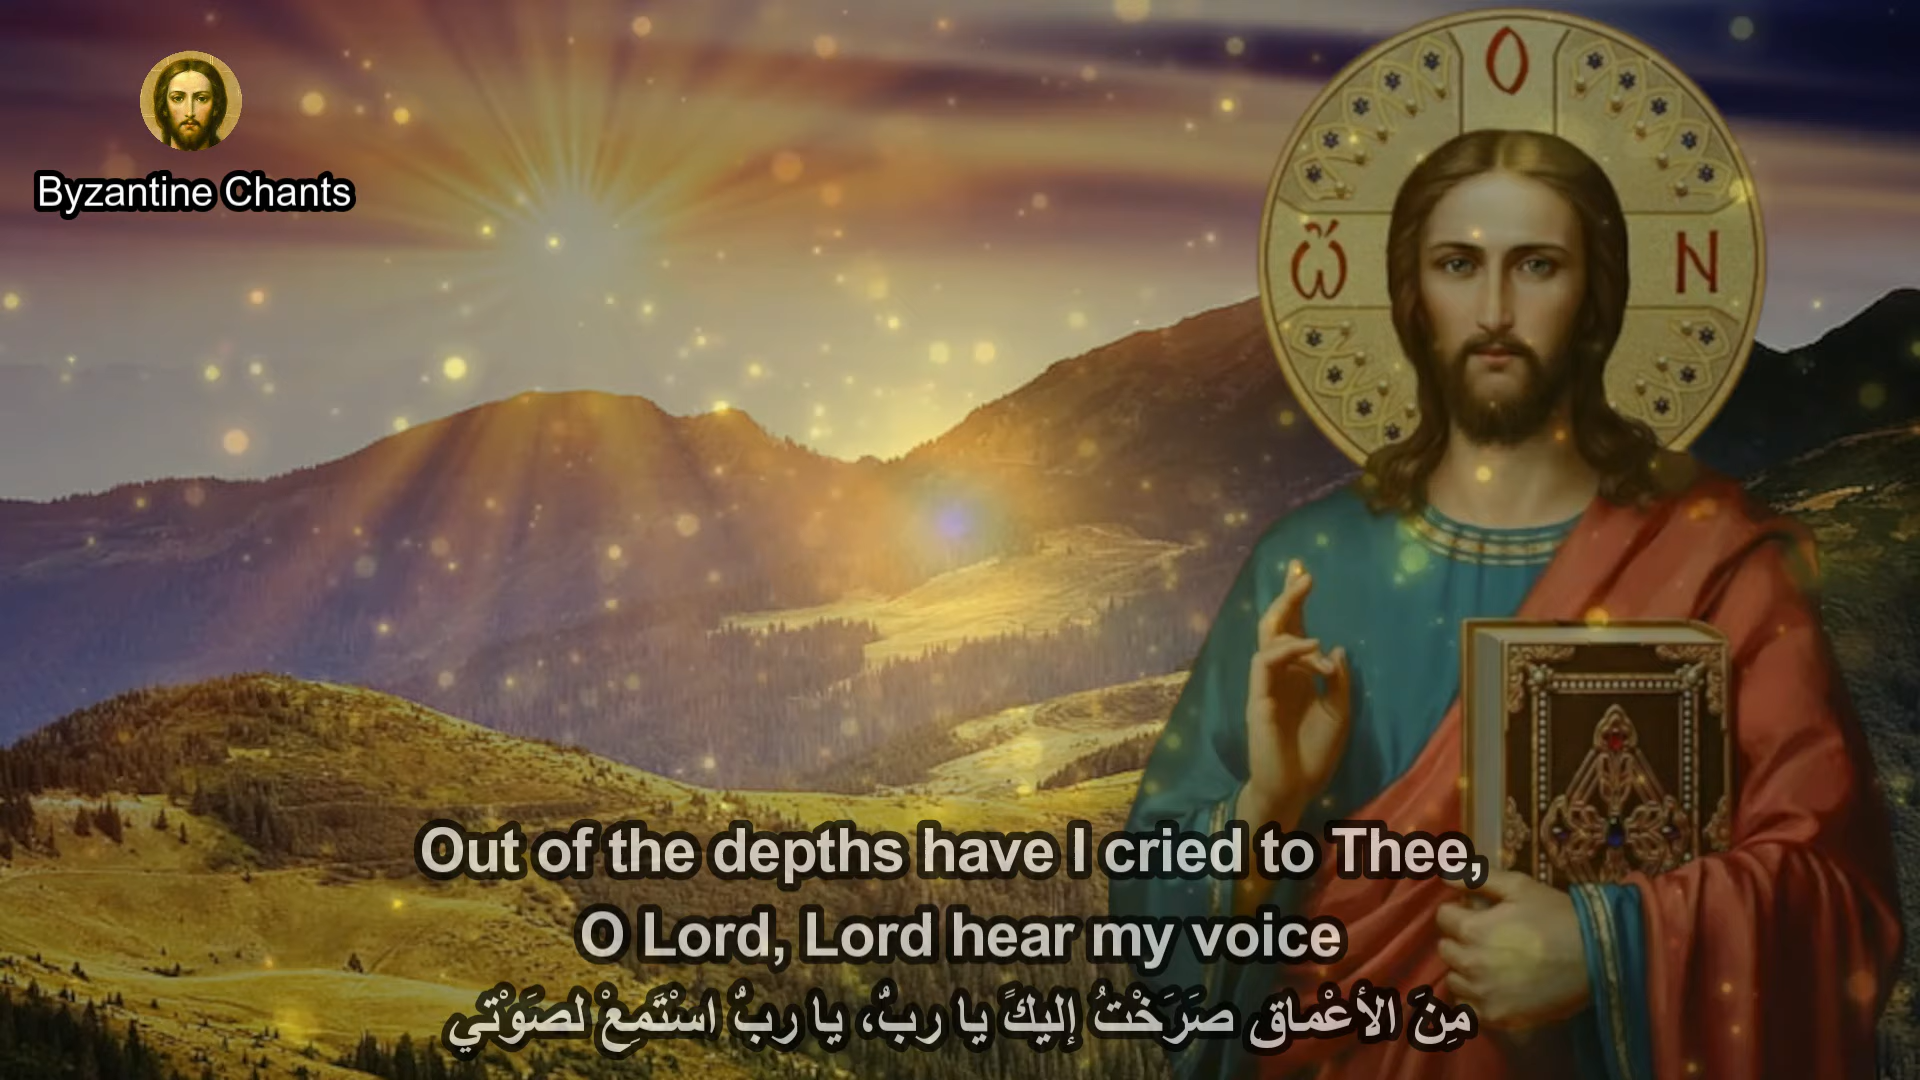 Byzantine Chants
Ο
ὤ Ν
Out of the depths have I cried to Thee,
O Lord, Lord hear my voice
مِنَ الأعْماق صَرَخْتُ إليكَ يا ربُّ، يا ربُّ اسْتَمِعْ لصَوْتي